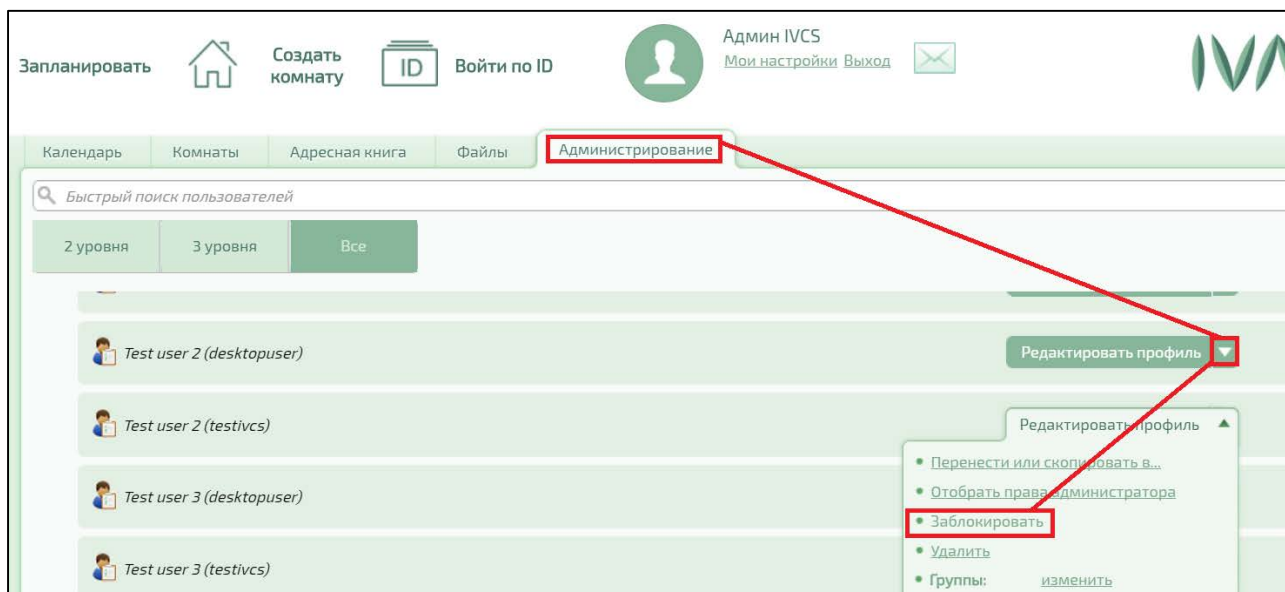 Запланировать
Создать
комнату
ID
Войти по ID
Админ IVCS
Мои настройки Выход
IVA
Календарь Комнаты Адресная книга Файлы Администрирование
Быстрый поиск пользователей
2 уровня 3 уровня Все
Test user 2 (desktopuser) Редактировать профиль
Test user 2 (testivcs) Редактировать профиль
Перенести или скопировать в...
Отобрать права администратора
Test user 3 (desktopuser)
Заблокировать
Удалить
Test user 3 (testivcs)
Группы: изменить